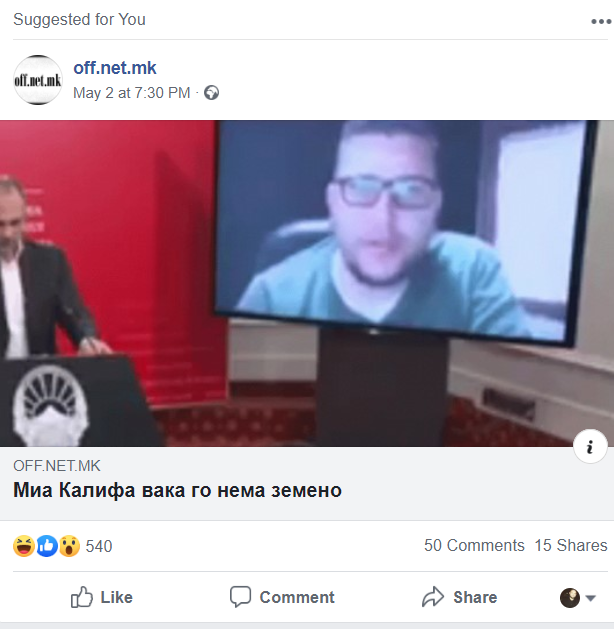 Suggested for You
off.net.mk
off.net.mk
May 2 at 7:30 PM ·
OFF.NET.MK
Миа Калифа вака го нема земено
540
50 Comments 15 Shares
Like Comment Share